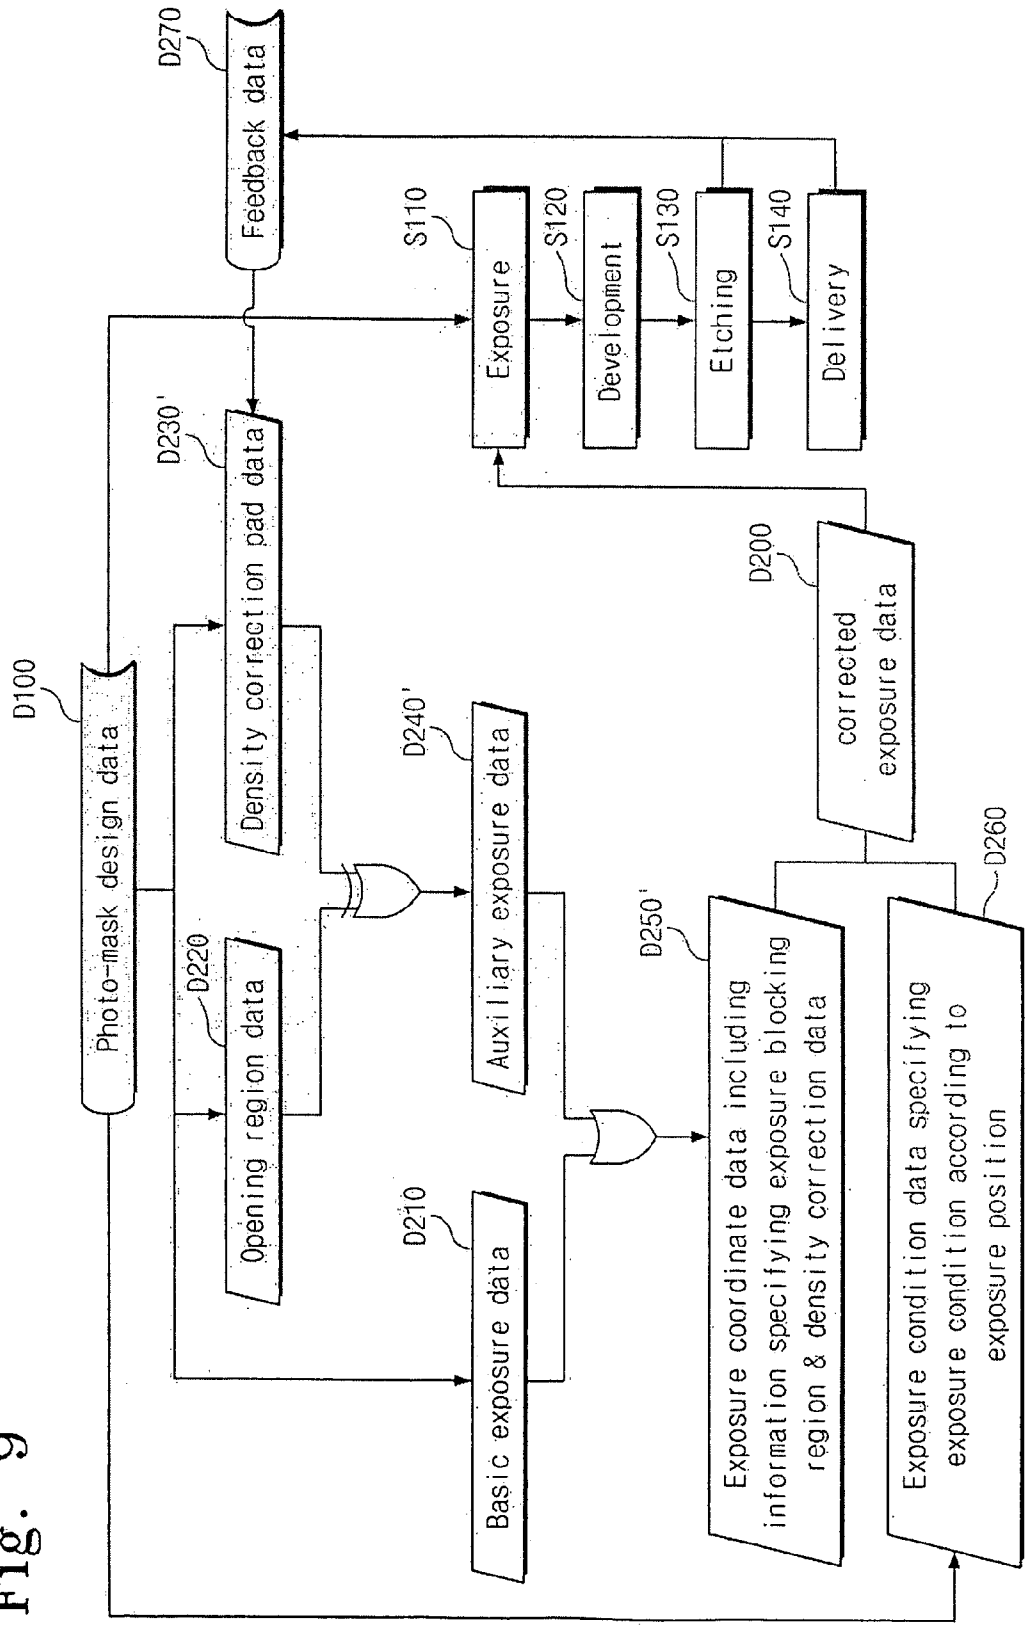 Fig. 9
D100
Photo-mask design data
D270
Feedback data
D220
Opening region data
D230'
Density correction pad data
D210
Basic exposure data
D240'
Auxiliary exposure data
S110
Exposure
S120
Development
S130
Etching
S140
Delivery
D250'
Exposure coordinate data including
information specifying exposure blocking
region & density correction data
D200
corrected
exposure data
D260
Exposure condition data specifying
exposure condition according to
exposure position